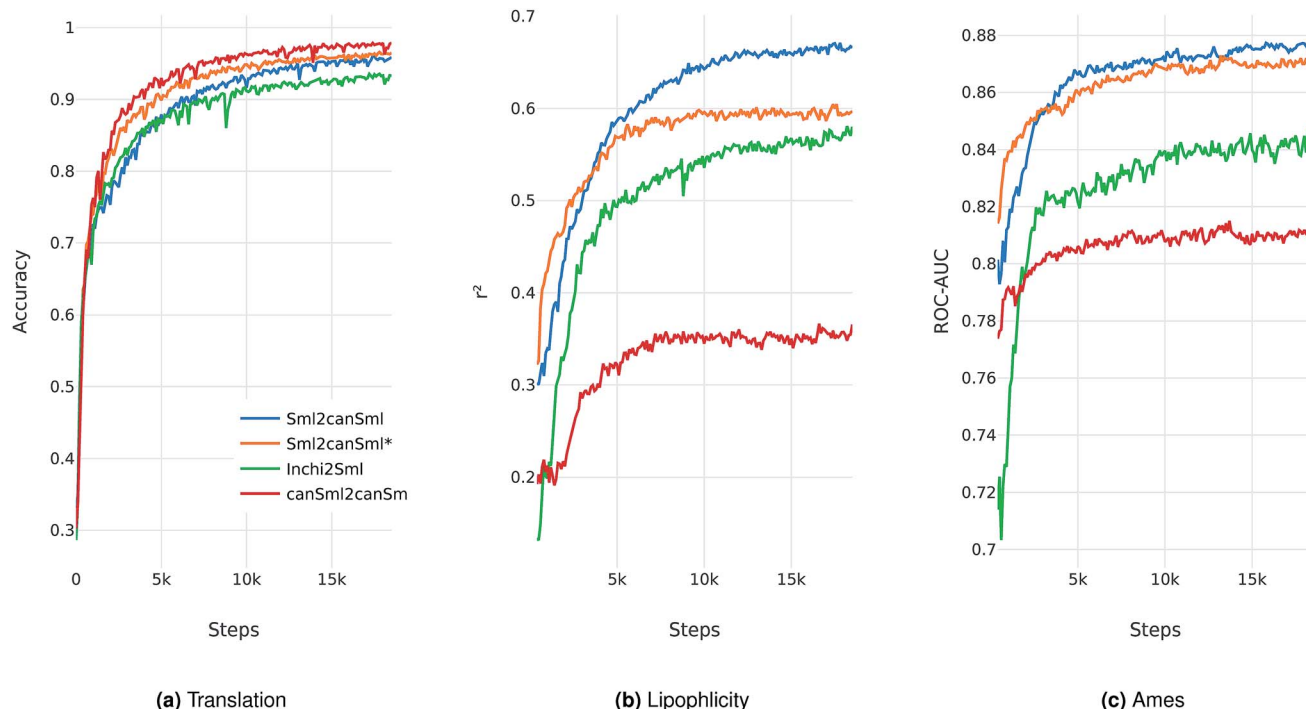 1
0.9
0.8
0.7
0.6
0.5
0.4
0.3
Accuracy
Sml2canSml
Sml2canSml*
Inchi2Sml
canSml2canSm
0
5k
10k
15k
Steps
(a) Translation
0.7
0.6
0.5
0.4
0.3
0.2
r²
5k
10k
15k
Steps
(b) Lipophlicity
0.88
0.86
0.84
0.82
0.8
0.78
0.76
0.74
0.72
0.7
ROC-AUC
5k
10k
15k
Steps
(c) Ames